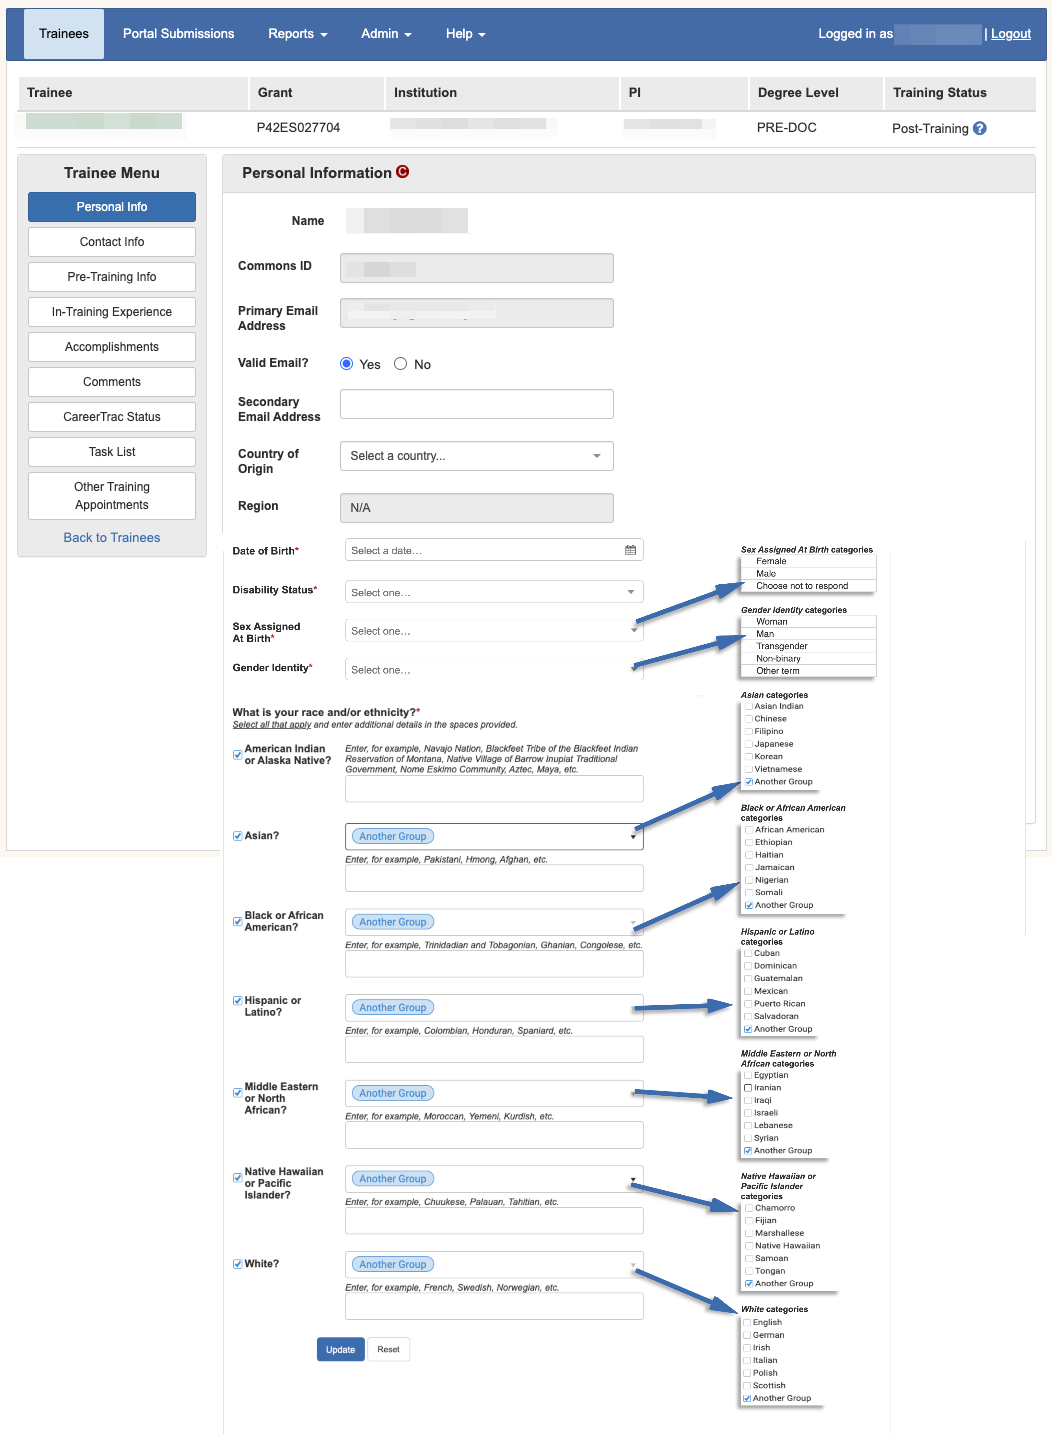 Trainees
Portal Submissions
Reports
Admin
Help
Logged in as
| Logout
Trainee
Grant
Institution
PI
Degree Level
Training Status
P42ES027704
PRE-DOC
Post-Training ?
Trainee Menu
Personal Info
Contact Info
Pre-Training Info
In-Training Experience
Accomplishments
Comments
CareerTrac Status
Task List
Other Training
Appointments
Back to Trainees
Personal Information C
Name
Commons ID
Primary Email
Address
Valid Email?
Yes
No
Secondary
Email Address
Country of
Origin
Select a country...
Region
N/A
Date of Birth*
Select a date...
Disability Status*
Select one...
Sex Assigned
At Birth*
Select one...
Gender Identity*
Select one...
Sex Assigned At Birth categories
Female
Male
Choose not to respond
Gender Identity categories
Woman
Man
Transgender
Non-binary
Other term
What is your race and/or ethnicity?*
Select all that apply and enter additional details in the spaces provided.
American Indian
or Alaska Native?
Enter, for example, Navajo Nation, Blackfeet Tribe of the Blackfeet Indian
Reservation of Montana, Native Village of Barrow Inupiat Traditional
Government, Nome Eskimo Community, Aztec, Maya, etc.
Asian?
Another Group
Enter, for example, Pakistani, Hmong, Afghan, etc.
Black or African
American?
Another Group
Enter, for example, Trinidadian and Tobagonian, Ghanian, Congolese, etc.
Hispanic or
Latino?
Another Group
Enter, for example, Colombian, Honduran, Spaniard, etc.
Middle Eastern
or North
African?
Another Group
Enter, for example, Moroccan, Yemeni, Kurdish, etc.
Native Hawaiian
or Pacific
Islander?
Another Group
Enter, for example, Chuukese, Palauan, Tahitian, etc.
White?
Another Group
Enter, for example, French, Swedish, Norwegian, etc.
Update
Reset
Asian categories
Asian Indian
Chinese
Filipino
Japanese
Korean
Vietnamese
Another Group
Black or African American
categories
African American
Ethiopian
Haitian
Jamaican
Nigerian
Somali
Another Group
Hispanic or Latino
categories
Cuban
Dominican
Guatemalan
Mexican
Puerto Rican
Salvadoran
Another Group
Middle Eastern or North
African categories
Egyptian
Iranian
Iraqi
Israeli
Lebanese
Syrian
Another Group
Native Hawaiian or
Pacific Islander
categories
Chamorro
Fijian
Marshallese
Native Hawaiian
Samoan
Tongan
Another Group
White categories
English
German
Irish
Italian
Polish
Scottish
Another Group